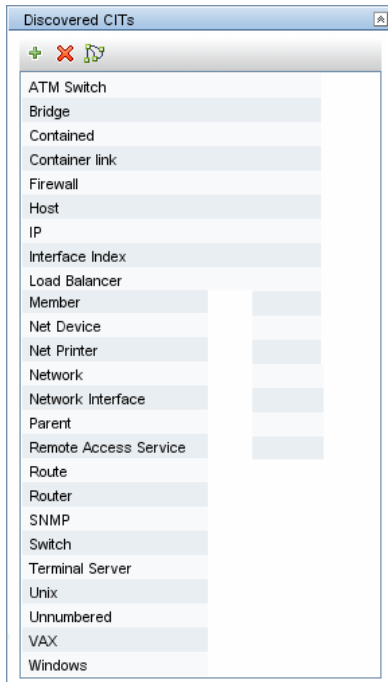 Discovered CITs
ATM Switch
Bridge
Contained
Container link
Firewall
Host
IP
Interface Index
Load Balancer
Member
Net Device
Net Printer
Network
Network Interface
Parent
Remote Access Service
Route
Router
SNMP
Switch
Terminal Server
Unix
Unnumbered
VAX
Windows